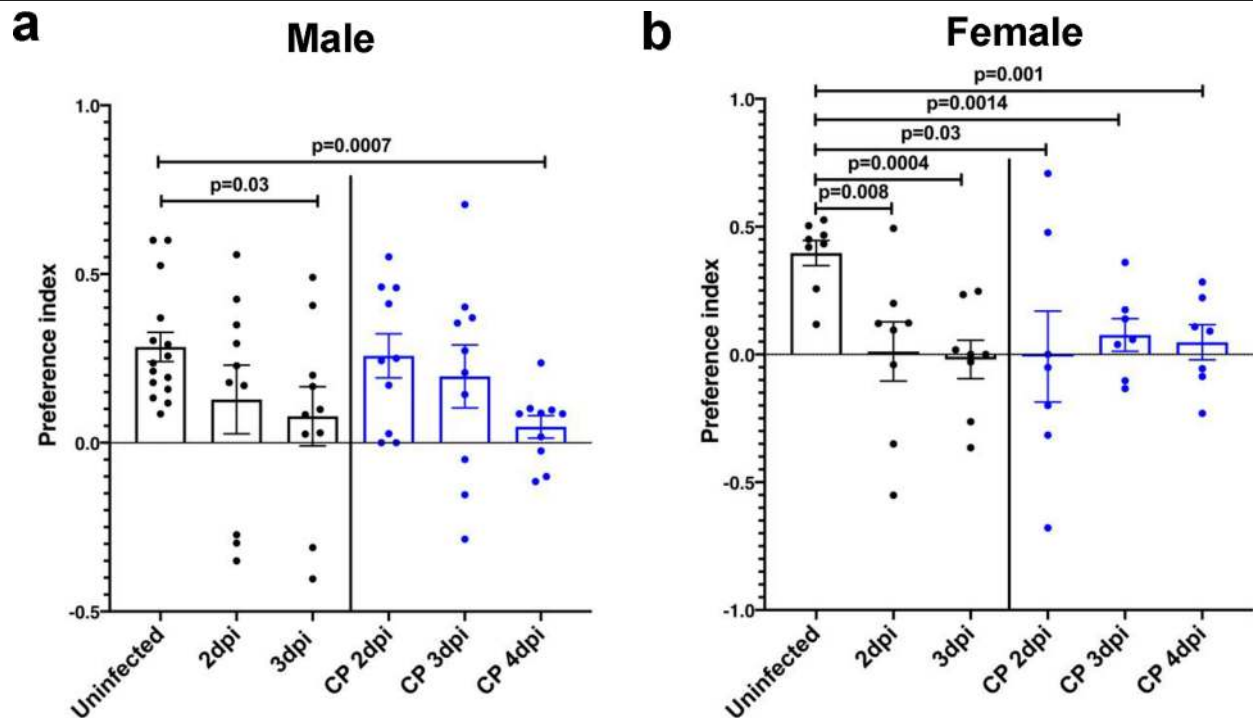 a
Male
1.0
0.5
0.0
-0.5
Preference index
p=0.0007
p=0.03
Uninfected
2dpi
3dpi
CP 2dpi
CP 3dpi
CP 4dpi
b
Female
1.0
0.5
0.0
-0.5
-1.0
Preference index
p=0.001
p=0.0014
p=0.03
p=0.0004
p=0.008
Uninfected
2dpi
3dpi
CP 2dpi
CP 3dpi
CP 4dpi